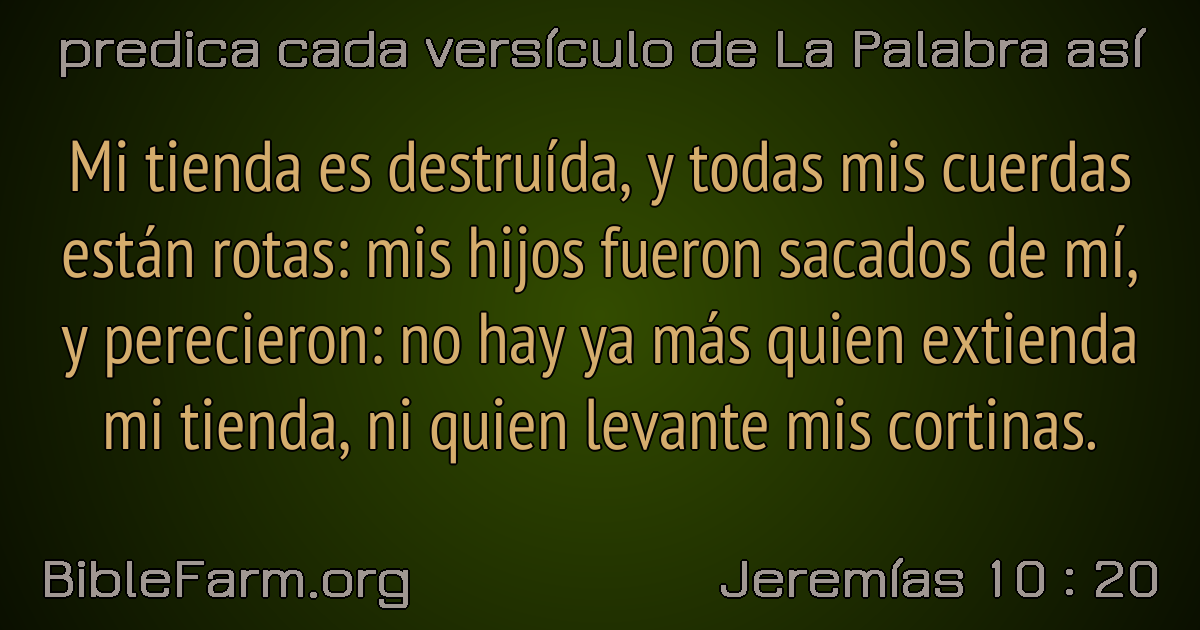 predica cada versículo de La Palabra así
Mi tienda es destruída, y todas mis cuerdas
están rotas: mis hijos fueron sacados de mí,
y perecieron: no hay ya más quien extienda
mi tienda, ni quien levante mis cortinas.
BibleFarm.org
Jeremías 10 : 20